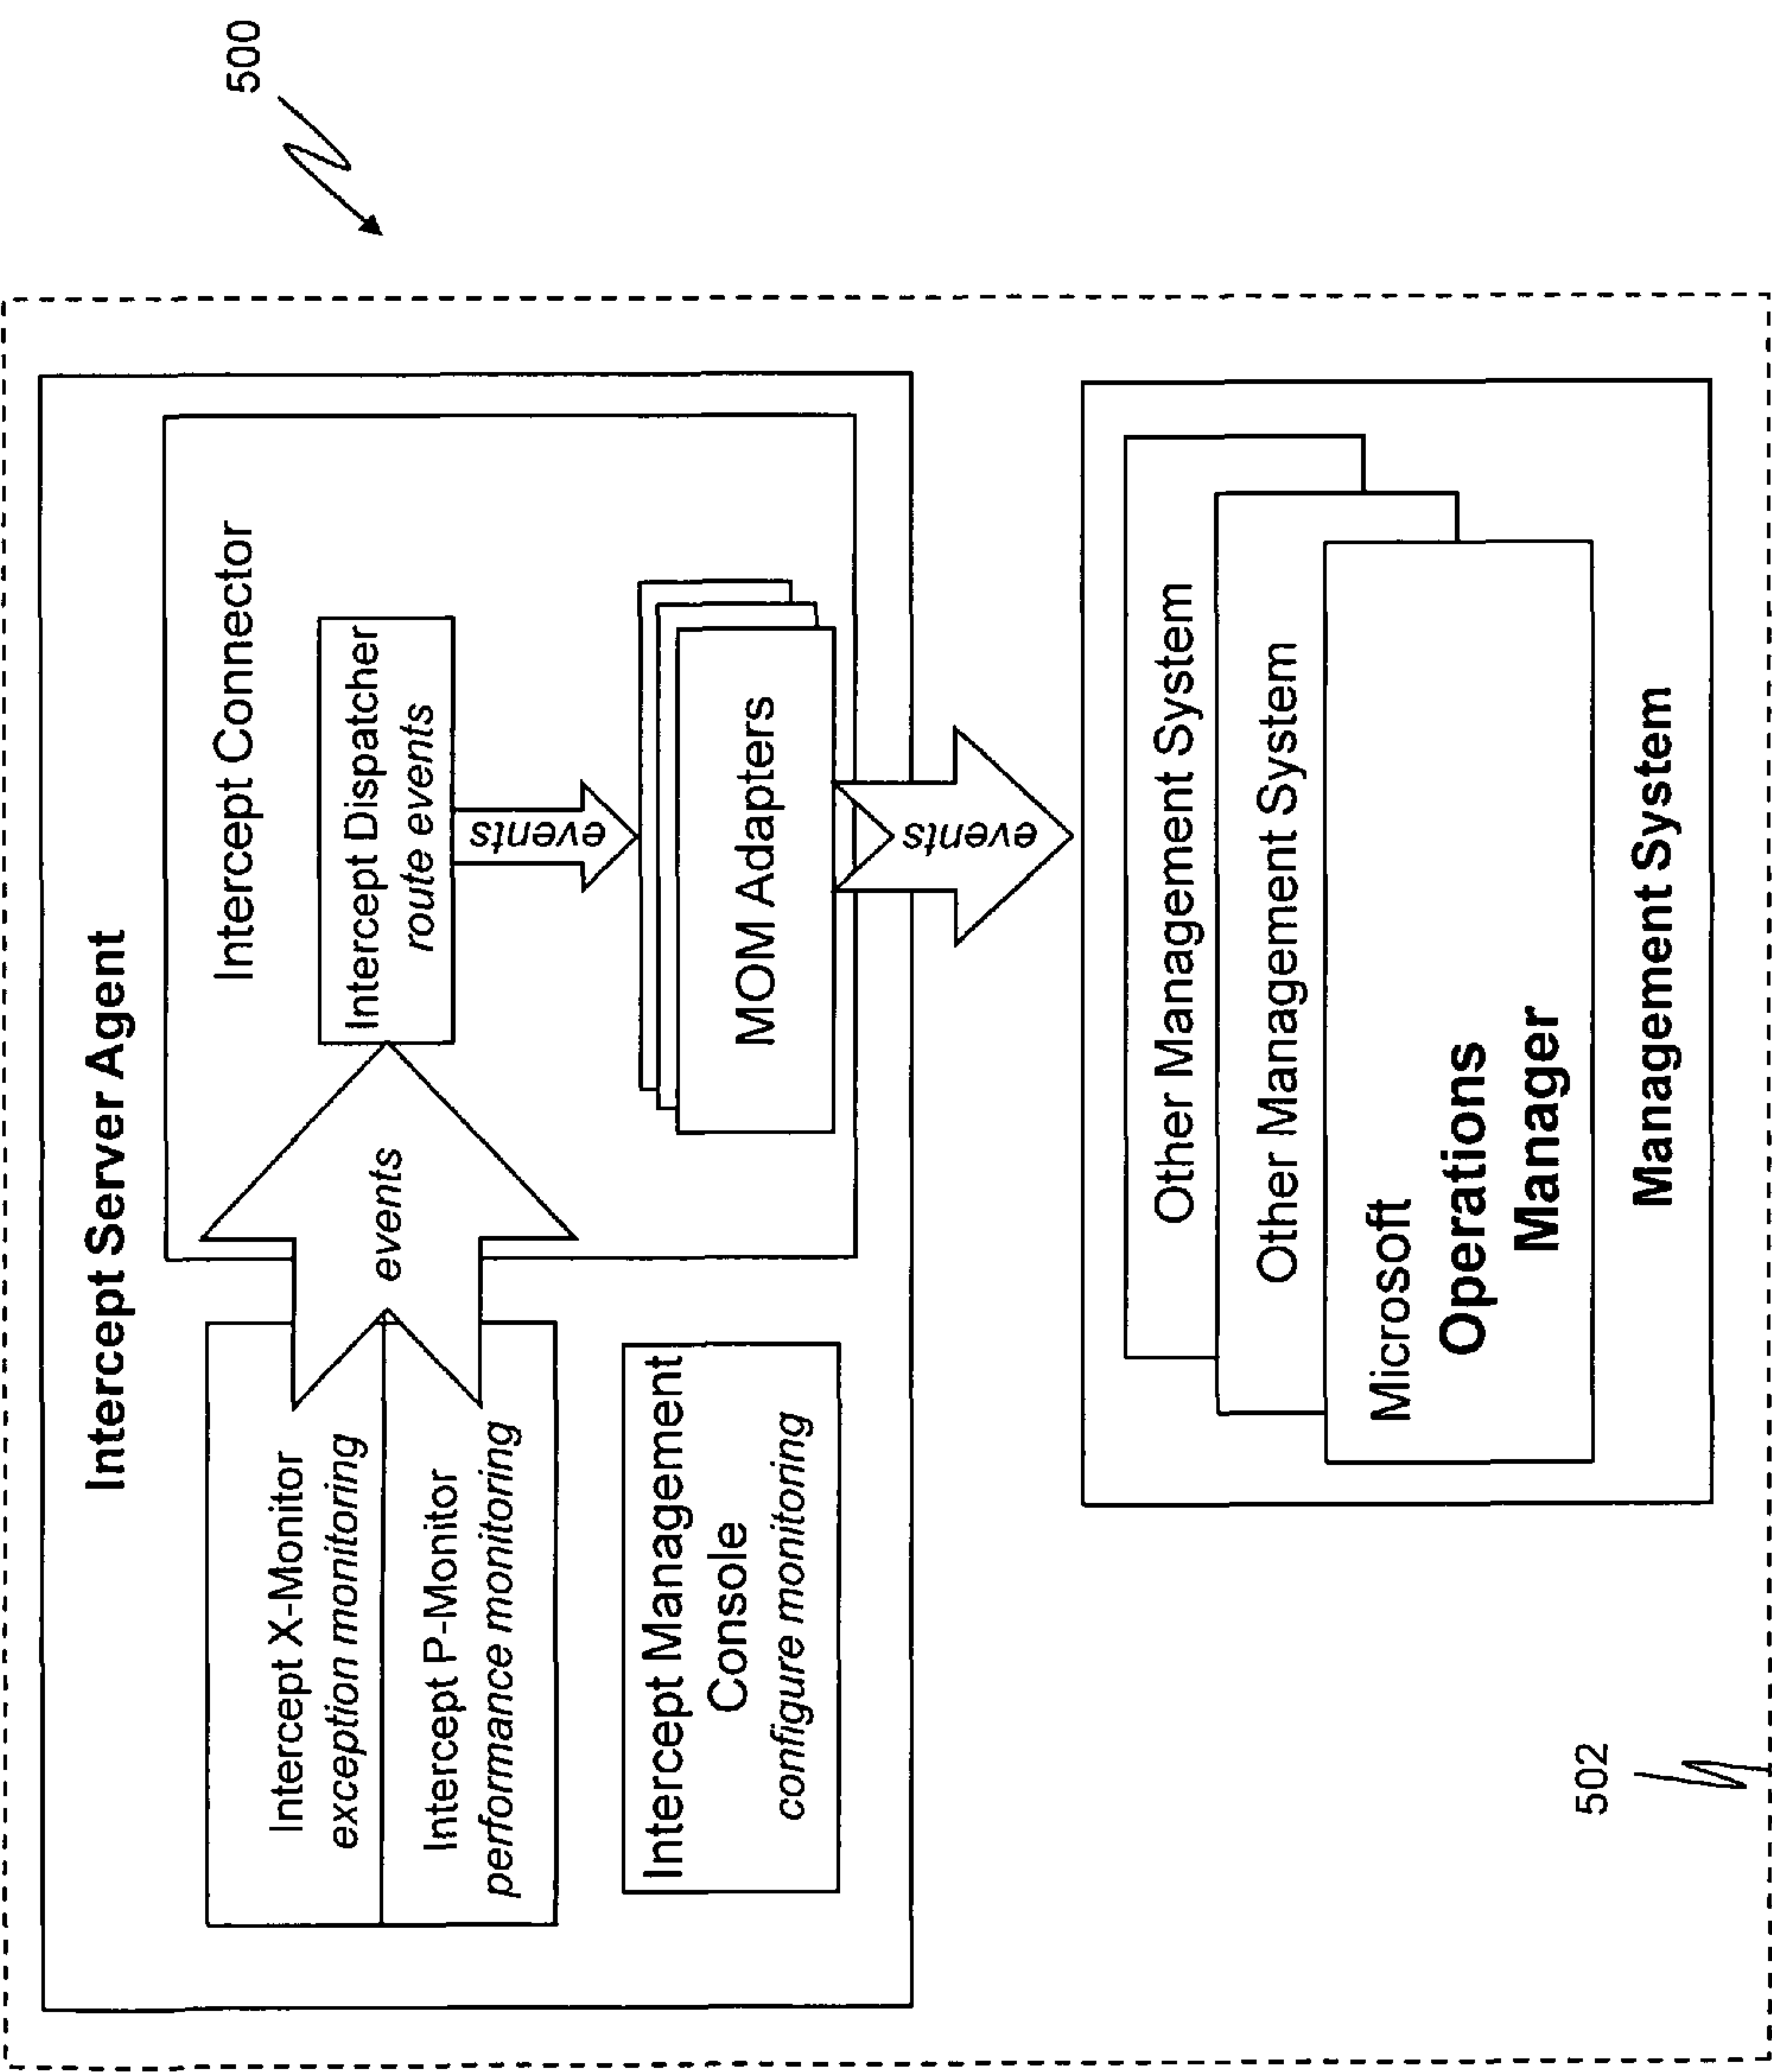 500
Intercept Server Agent
Intercept X-Monitor
exception monitoring
Intercept P-Monitor
performance monitoring
events
Intercept Connector
Intercept Dispatcher
route events
events
MOM Adapters
Intercept Management
Console
configure monitoring
events
Other Management System
Other Management System
Microsoft
Operations
Manager
Management System
502